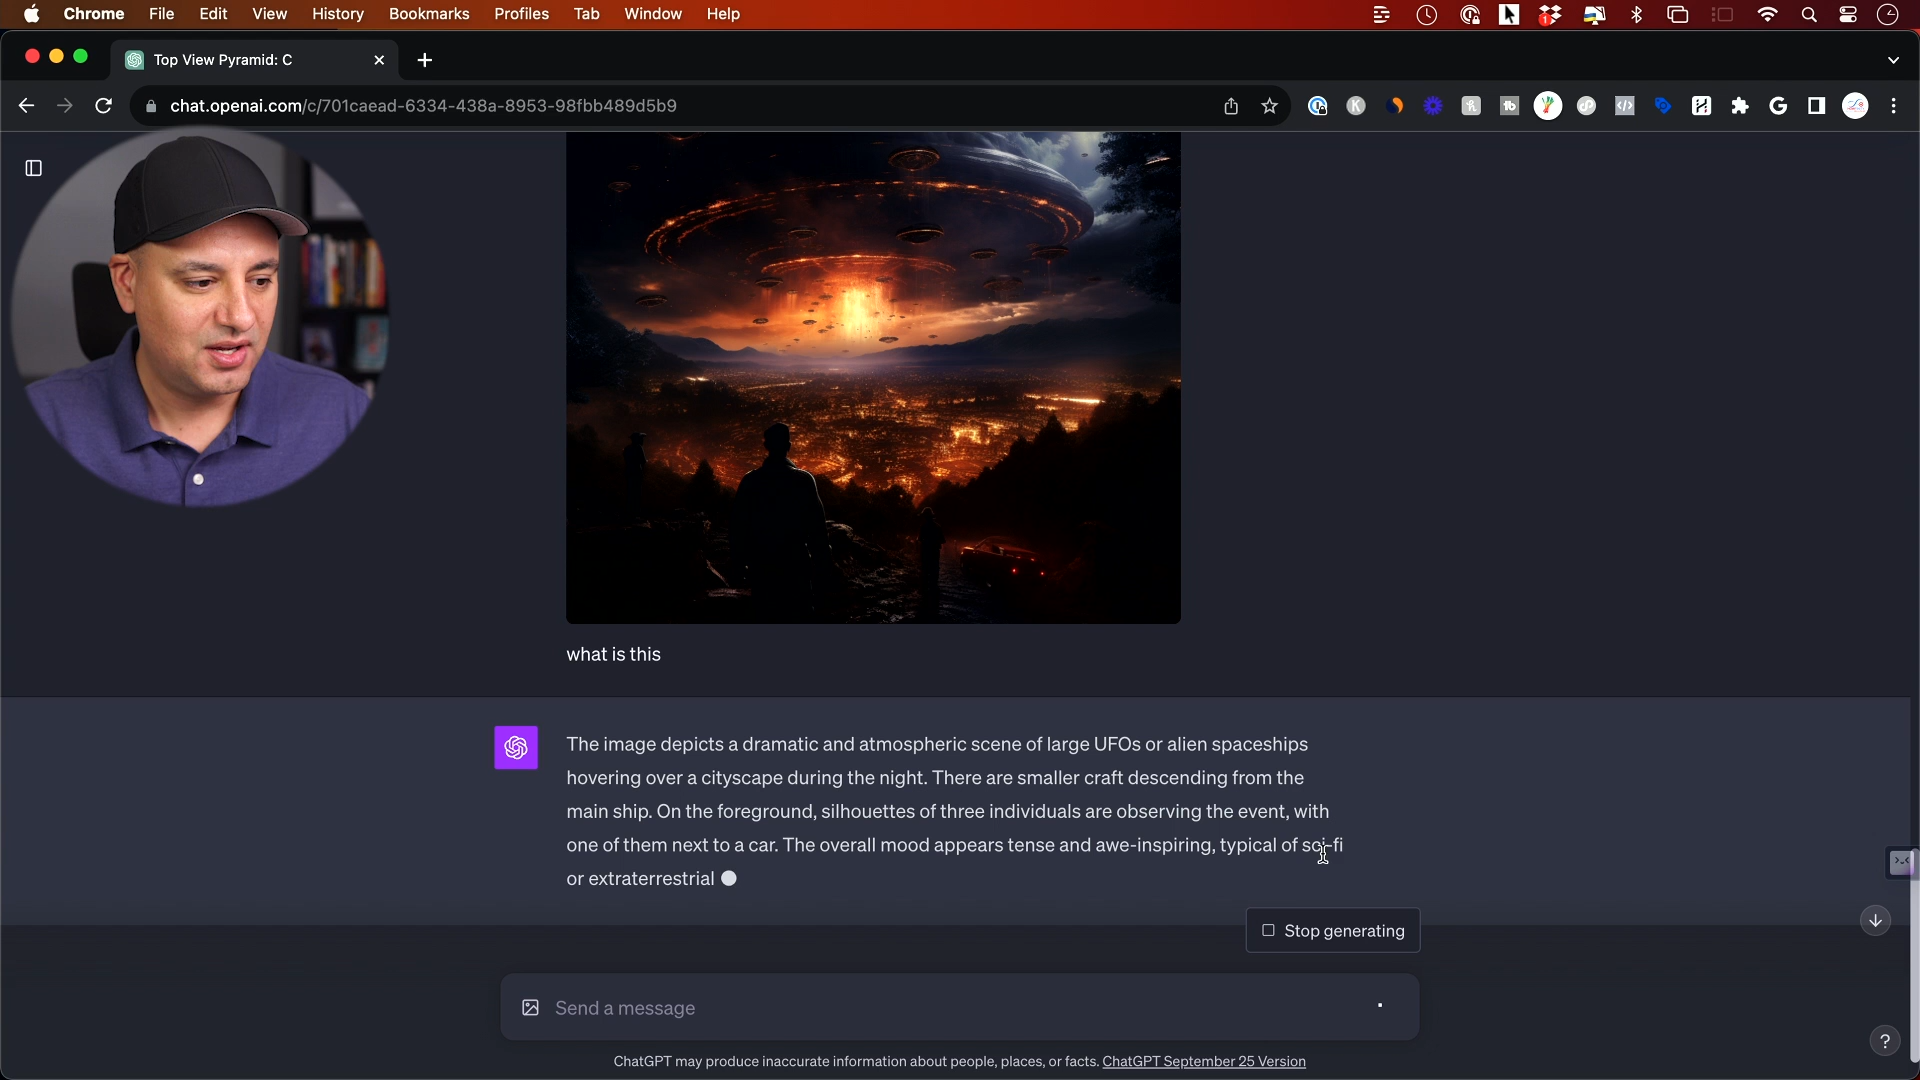 Chrome File Edit View History Bookmarks Profiles Tab Window Help
Top View Pyramid: C
chat.openai.com/c/701caead-6334-438a-8953-98fbb489d5b9
what is this
The image depicts a dramatic and atmospheric scene of large UFOs or alien spaceships
hovering over a cityscape during the night. There are smaller craft descending from the
main ship. On the foreground, silhouettes of three individuals are observing the event, with
one of them next to a car. The overall mood appears tense and awe-inspiring, typical of sci-fi
or extraterrestrial
Stop generating
Send a message
?
ChatGPT may produce inaccurate information about people, places, or facts. ChatGPT September 25 Version